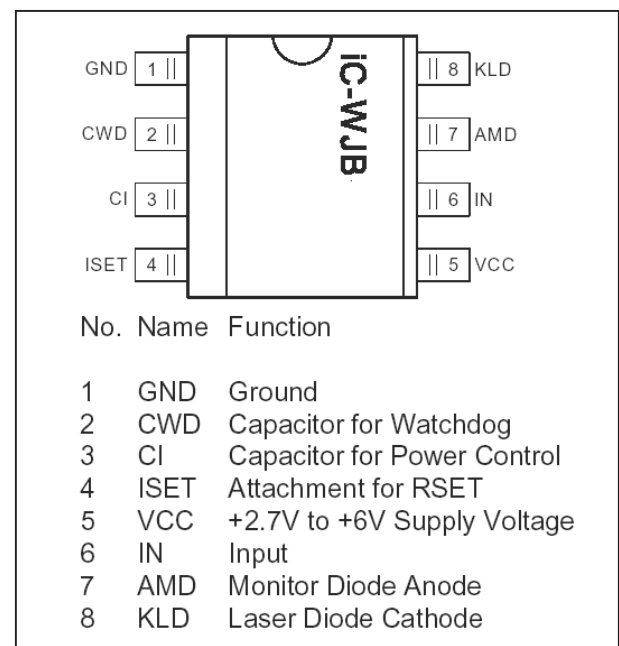 GND 1 iC-WJB 8 KLD
CWD 2 7 AMD
CI 3 6 IN
ISET 4 5 VCC
No. Name Function
1 GND Ground
2 CWD Capacitor for Watchdog
3 CI Capacitor for Power Control
4 ISET Attachment for RSET
5 VCC +2.7V to +6V Supply Voltage
6 IN Input
7 AMD Monitor Diode Anode
8 KLD Laser Diode Cathode